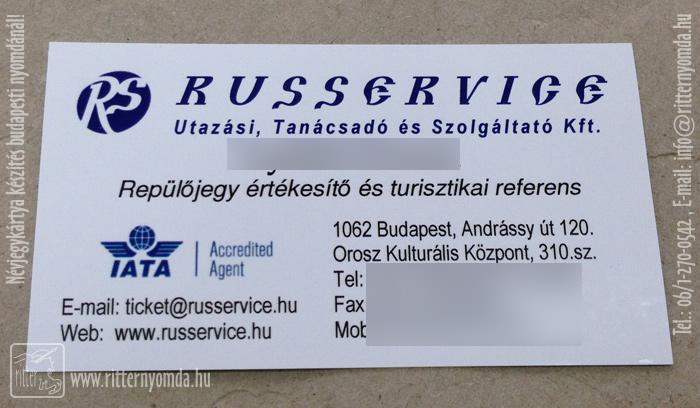 Névjegykártya készítés budapesti nyomdánál!
RS
RUSSERVICE
Utazási, Tanácsadó és Szolgáltató Kft.
Repülőjegy értékesítő és turisztikai referens
IATA
Accredited
Agent
1062 Budapest, Andrássy út 120.
Orosz Kulturális Központ, 310.sz.
Tel:
Fax
Mob
E-mail: ticket@russervice.hu
Web: www.russervice.hu
ritter
www.ritternyomda.hu
Tel.: 06/1-270-0542 E-mail: info@ritternyomda.hu